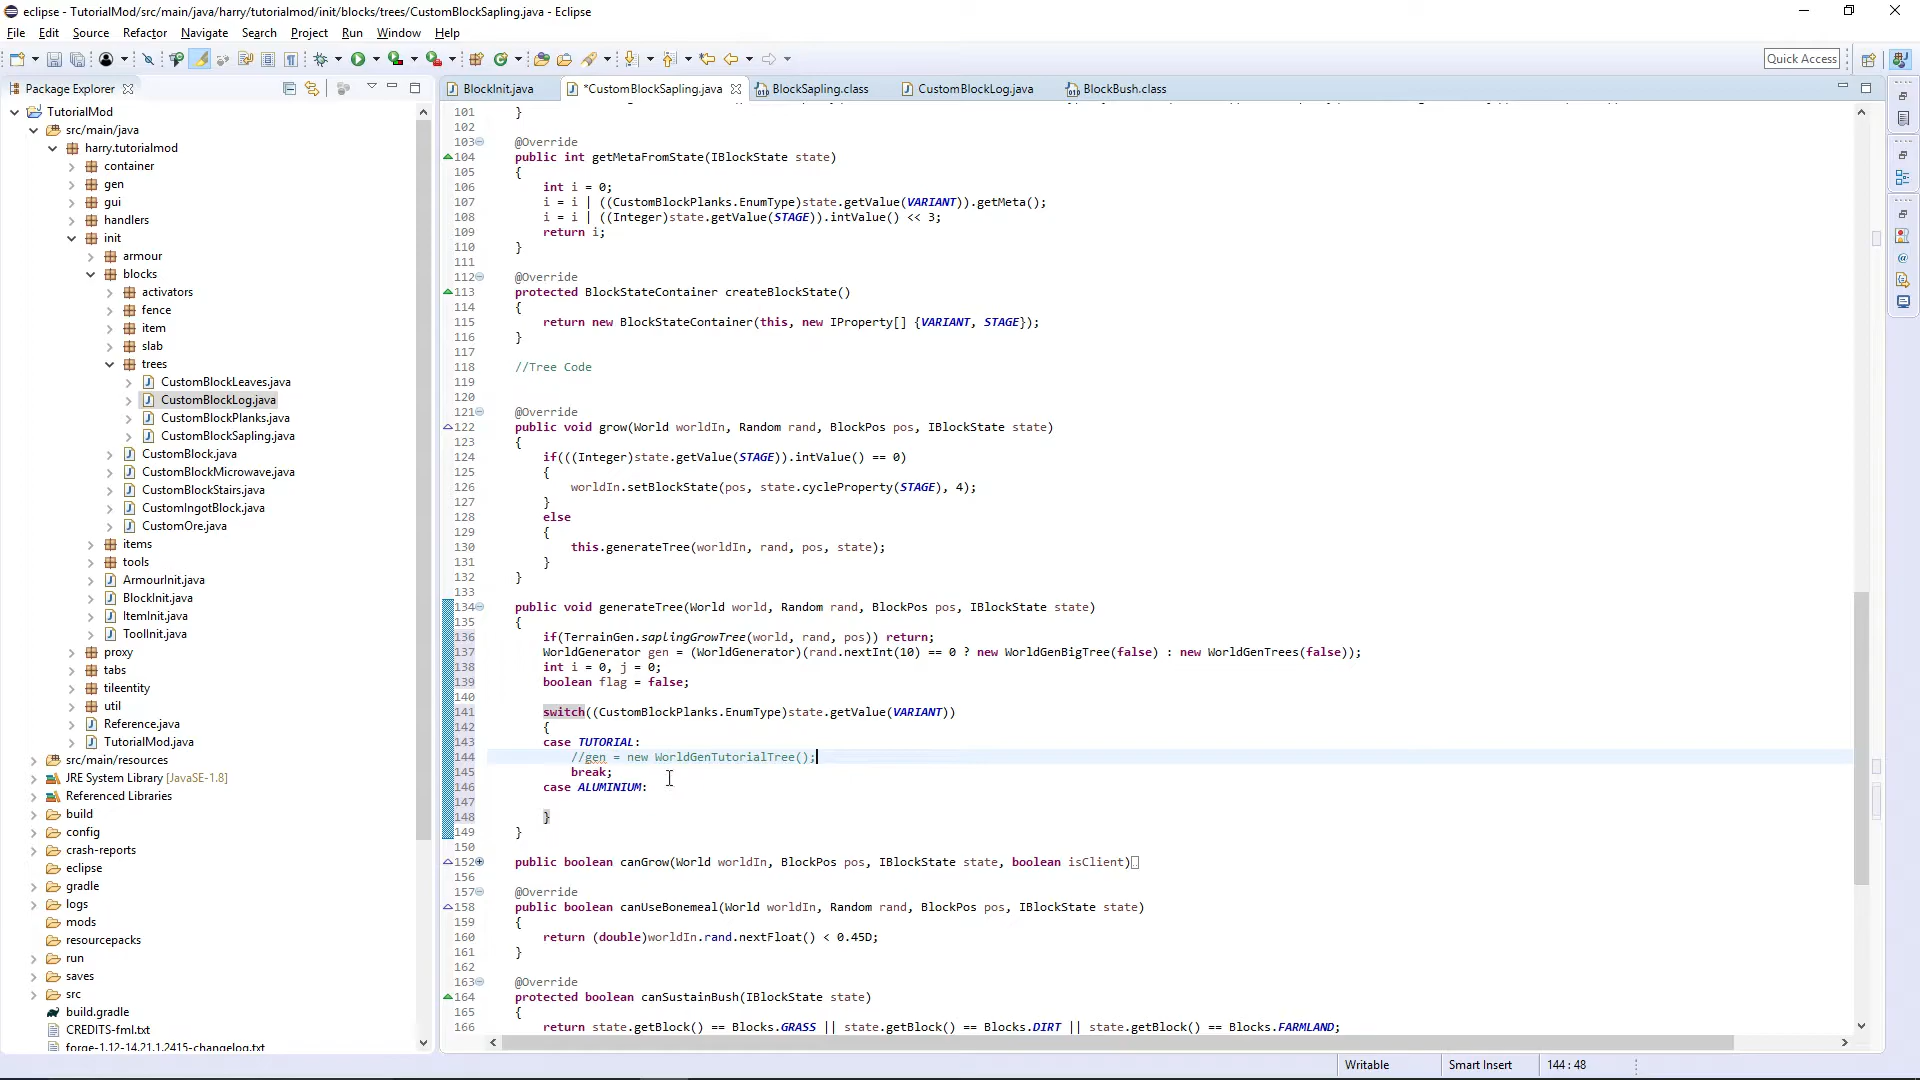 eclipse - TutorialMod/src/main/java/harry/tutorialmod/init/blocks/trees/CustomBlockSapling.java - Eclipse
File Edit Source Refactor Navigate Search Project Run Window Help
Quick Access
Package Explorer
TutorialMod
src/main/java
harry.tutorialmod
container
gen
gui
handlers
init
armour
blocks
activators
fence
item
slab
trees
CustomBlockLeaves.java
CustomBlockLog.java
CustomBlockPlanks.java
CustomBlockSapling.java
CustomBlock.java
CustomBlockMicrowave.java
CustomBlockStairs.java
CustomIngotBlock.java
CustomOre.java
items
tools
ArmourInit.java
BlockInit.java
ItemInit.java
ToolInit.java
proxy
tabs
tileentity
util
Reference.java
TutorialMod.java
src/main/resources
JRE System Library [JavaSE-1.8]
Referenced Libraries
build
config
crash-reports
eclipse
gradle
logs
mods
resourcepacks
run
saves
src
build.gradle
CREDITS-fml.txt
forge-1.12-14.21.1.2415-changelog.txt
BlockInit.java *CustomBlockSapling.java BlockSapling.class CustomBlockLog.java BlockBush.class
101 }
102
103 @Override
104 public int getMetaFromState(IBlockState state)
105 {
106 int i = 0;
107 i = i | ((CustomBlockPlanks.EnumType)state.getValue(VARIANT)).getMeta();
108 i = i | ((Integer)state.getValue(STAGE)).intValue() << 3;
109 return i;
110 }
111
112 @Override
113 protected BlockStateContainer createBlockState()
114 {
115 return new BlockStateContainer(this, new IProperty[] {VARIANT, STAGE});
116 }
117
118 //Tree Code
119
120
121 @Override
122 public void grow(World worldIn, Random rand, BlockPos pos, IBlockState state)
123 {
124 if(((Integer)state.getValue(STAGE)).intValue() == 0)
125 {
126 worldIn.setBlockState(pos, state.cycleProperty(STAGE), 4);
127 }
128 else
129 {
130 this.generateTree(worldIn, rand, pos, state);
131 }
132 }
133
134 public void generateTree(World world, Random rand, BlockPos pos, IBlockState state)
135 {
136 if(TerrainGen.saplingGrowTree(world, rand, pos)) return;
137 WorldGenerator gen = (WorldGenerator)(rand.nextInt(10) == 0 ? new WorldGenBigTree(false) : new WorldGenTrees(false));
138 int i = 0, j = 0;
139 boolean flag = false;
140
141 switch((CustomBlockPlanks.EnumType)state.getValue(VARIANT))
142 {
143 case TUTORIAL:
144 //gen = new WorldGenTutorialTree();
145 break;
146 case ALUMINIUM:
147
148 }
149 }
150
152 public boolean canGrow(World worldIn, BlockPos pos, IBlockState state, boolean isClient)
156
157 @Override
158 public boolean canUseBonemeal(World worldIn, Random rand, BlockPos pos, IBlockState state)
159 {
160 return (double)worldIn.rand.nextFloat() < 0.45D;
161 }
162
163 @Override
164 protected boolean canSustainBush(IBlockState state)
165 {
166 return state.getBlock() == Blocks.GRASS || state.getBlock() == Blocks.DIRT || state.getBlock() == Blocks.FARMLAND;
Writable Smart Insert 144 : 48